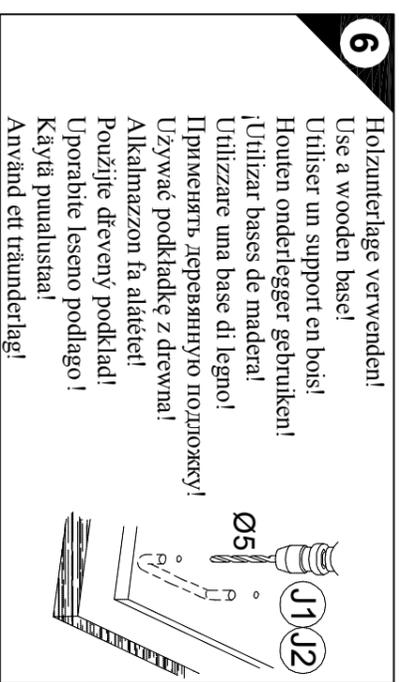 6
Holzunterlage verwenden!
Use a wooden base!
Utiliser un support en bois!
Houten onderlegger gebruiken!
¡Utilizar bases de madera!
Utilizzare una base di legno!
Применять деревянную подложку!
Używać podkładkę z drewna!
Alkalmazzon fa alátétet!
Použijte dřevený podklad!
Uporabite leseno podlago !
Käytä puualustaa!
Använd ett träunderlag!
Ø5
J1 J2